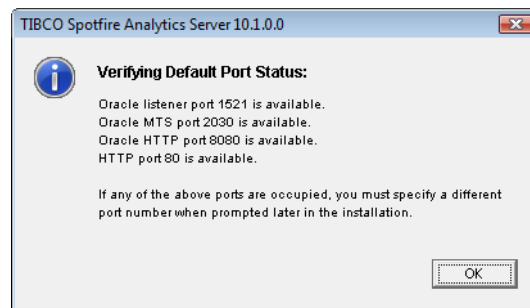 TIBCO Spotfire Analytics Server 10.1.0.0
Verifying Default Port Status:
Oracle listener port 1521 is available.
Oracle MTS port 2030 is available.
Oracle HTTP port 8080 is available.
HTTP port 80 is available.
If any of the above ports are occupied, you must specify a different
port number when prompted later in the installation.
OK